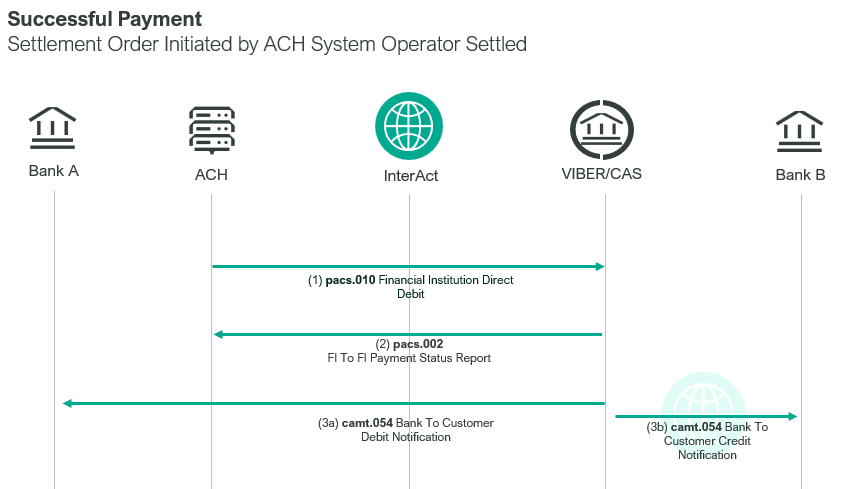 Successful Payment
Settlement Order Initiated by ACH System Operator Settled
Bank A
ACH
InterAct
VIBER/CAS
Bank B
(1) pacs.010 Financial Institution Direct
Debit
(2) pacs.002
FI To FI Payment Status Report
(3a) camt.054 Bank To Customer
Debit Notification
(3b) camt.054 Bank To
Customer Credit
Notification